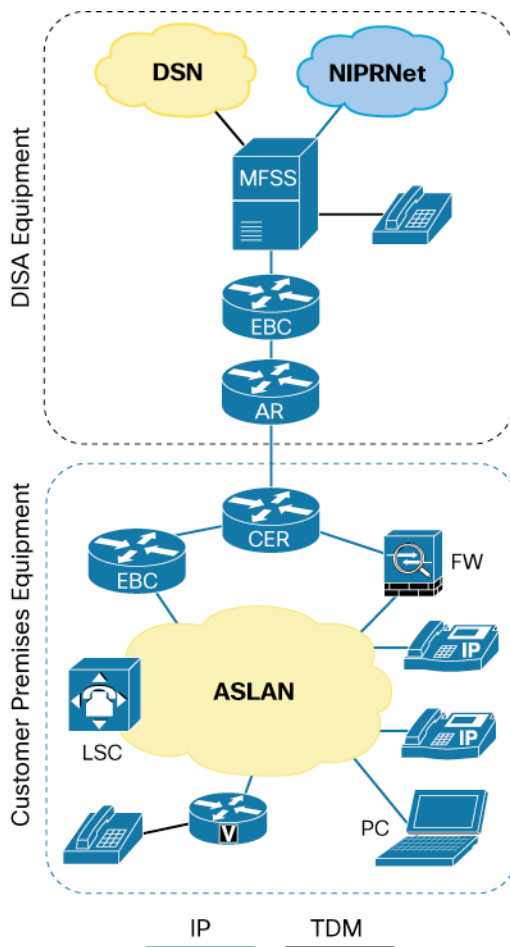 DSN
NIPRNet
DISA Equipment
MFSS
EBC
AR
Customer Premises Equipment
CER
EBC
FW
IP
ASLAN
LSC
IP
V
PC
IP
TDM